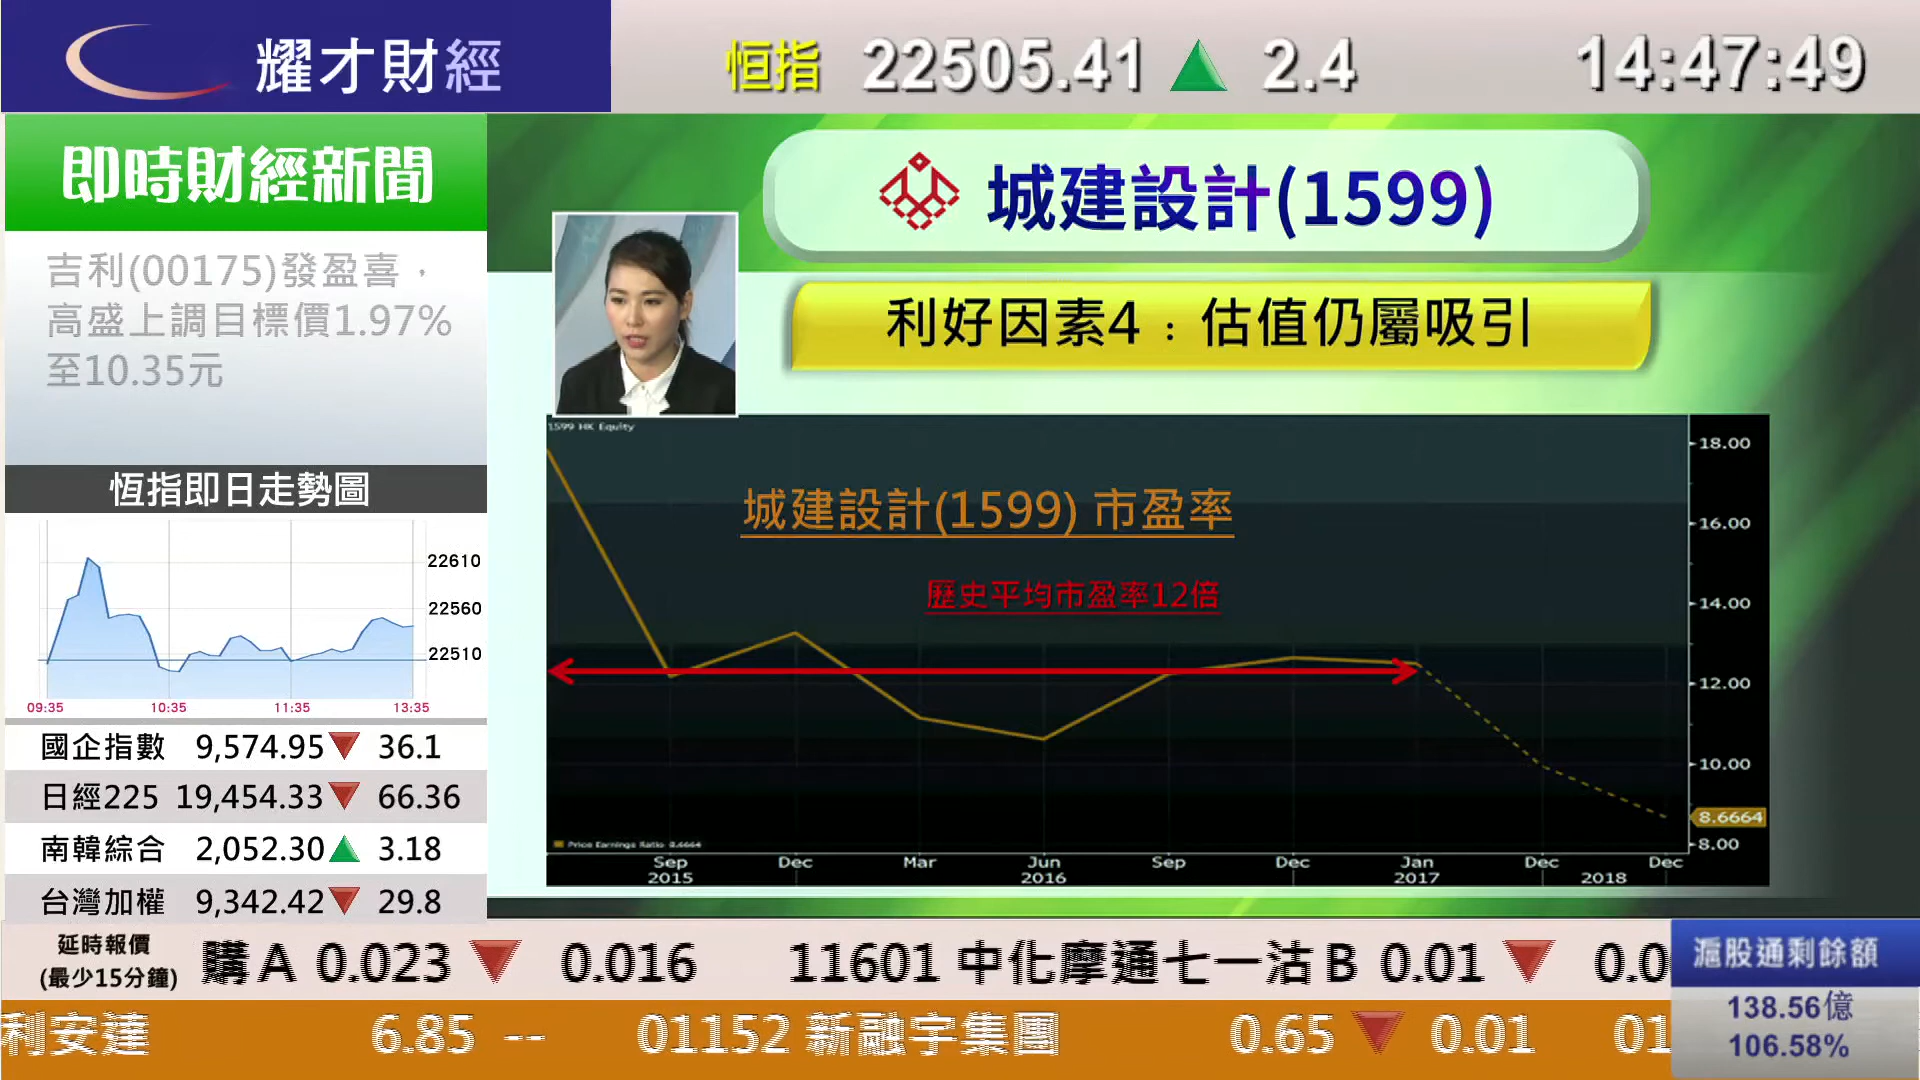 耀才財經
恒指 22505.41 ▲ 2.4 14:47:49
即時財經新聞
吉利(00175)發盈喜，
高盛上調目標價1.97%
至10.35元
恆指即日走勢圖
22610
22560
22510
09:35 10:35 11:35 13:35
國企指數 9,574.95 ▼ 36.1
日經225 19,454.33 ▼ 66.36
南韓綜合 2,052.30 ▲ 3.18
台灣加權 9,342.42 ▼ 29.8
城建設計(1599)
利好因素4：估值仍屬吸引
1599 HK Equity
城建設計(1599) 市盈率
歷史平均市盈率12倍
18.00
16.00
14.00
12.00
10.00
8.6664
8.00
Price Earnings Ratio 8.6664
Sep Dec Mar Jun Sep Dec Jan Dec Dec
2015 2016 2017 2018
延時報價
(最少15分鐘)
購A 0.023 ▼ 0.016 11601 中化摩通七一沽B 0.01 ▼ 0.0
利安達 6.85 -- 01152 新融宇集團 0.65 ▼ 0.01 01
滬股通剩餘額
138.56億
106.58%